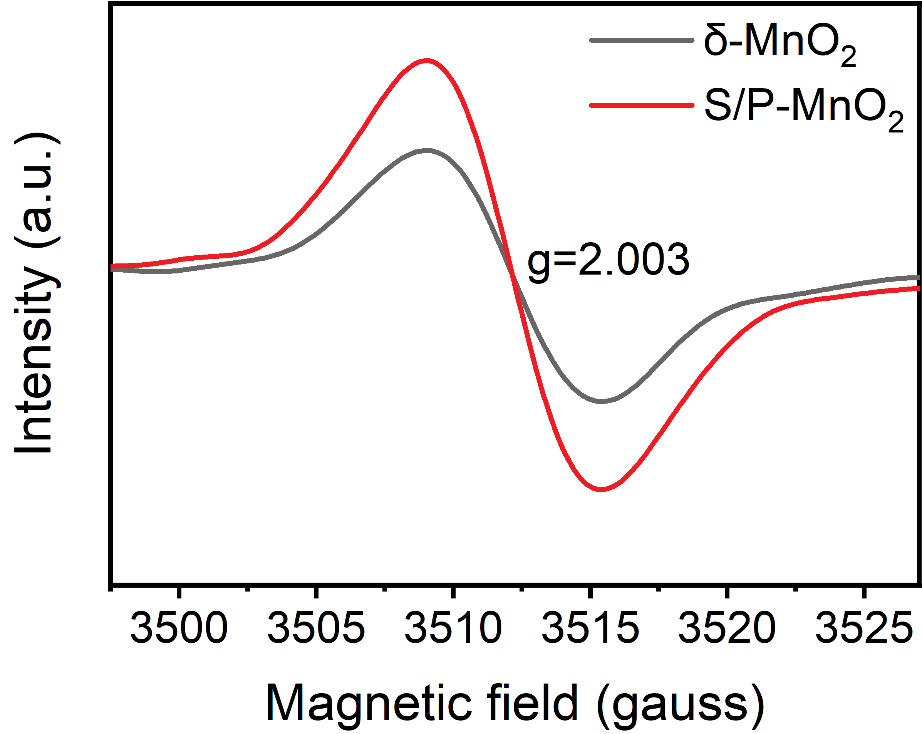 δ-MnO₂
S/P-MnO₂
g=2.003
Intensity (a.u.)
3500 3505 3510 3515 3520 3525
Magnetic field (gauss)